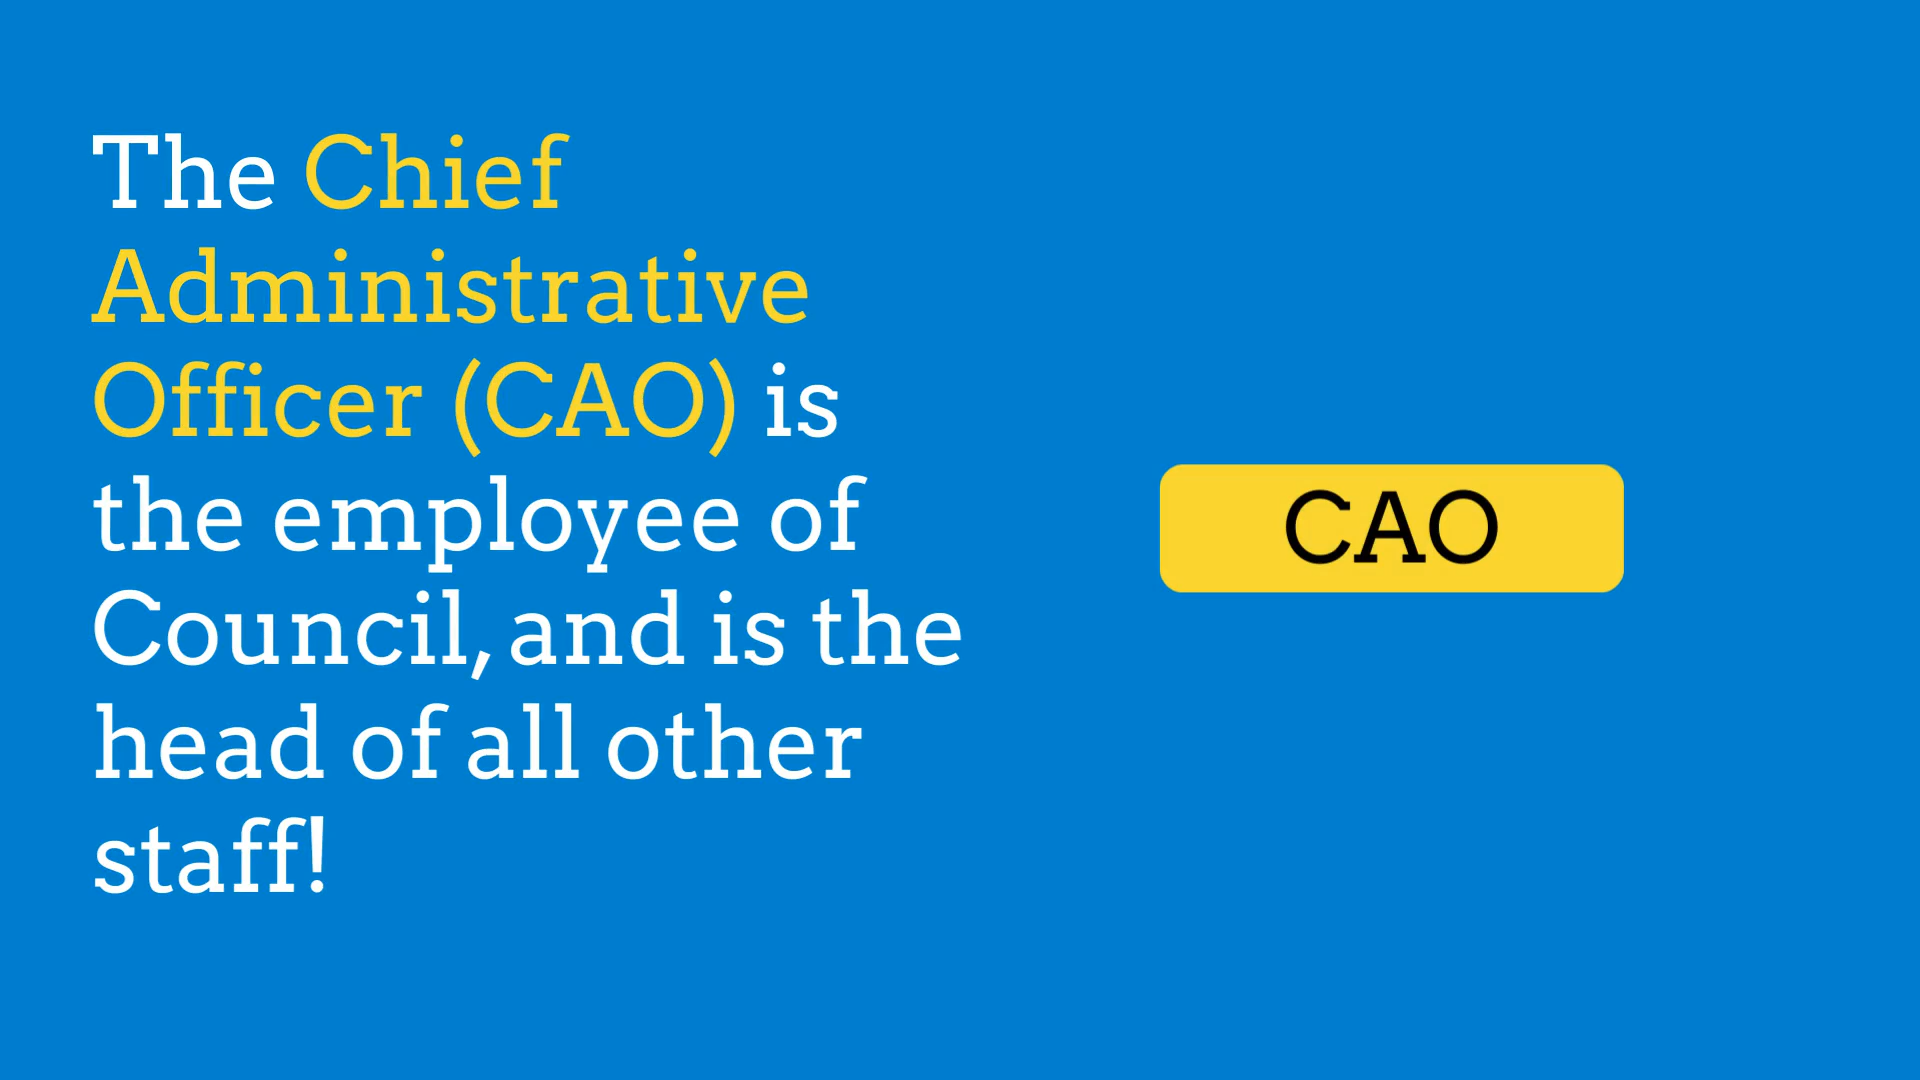 The Chief
Administrative
Officer (CAO) is
the employee of
Council, and is the
head of all other
staff!
CAO